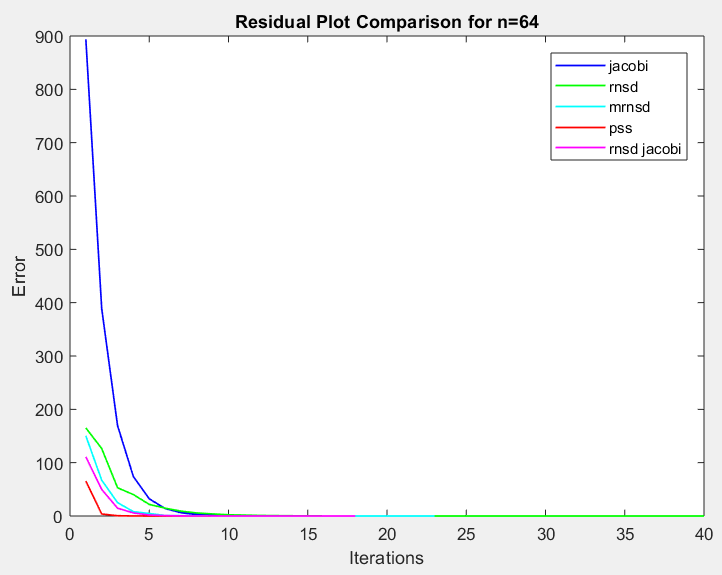 Residual Plot Comparison for n=64
900
800
700
600
500
400
300
200
100
0
Error
jacobi
rnsd
mrnsd
pss
rnsd jacobi
0 5 10 15 20 25 30 35 40
Iterations